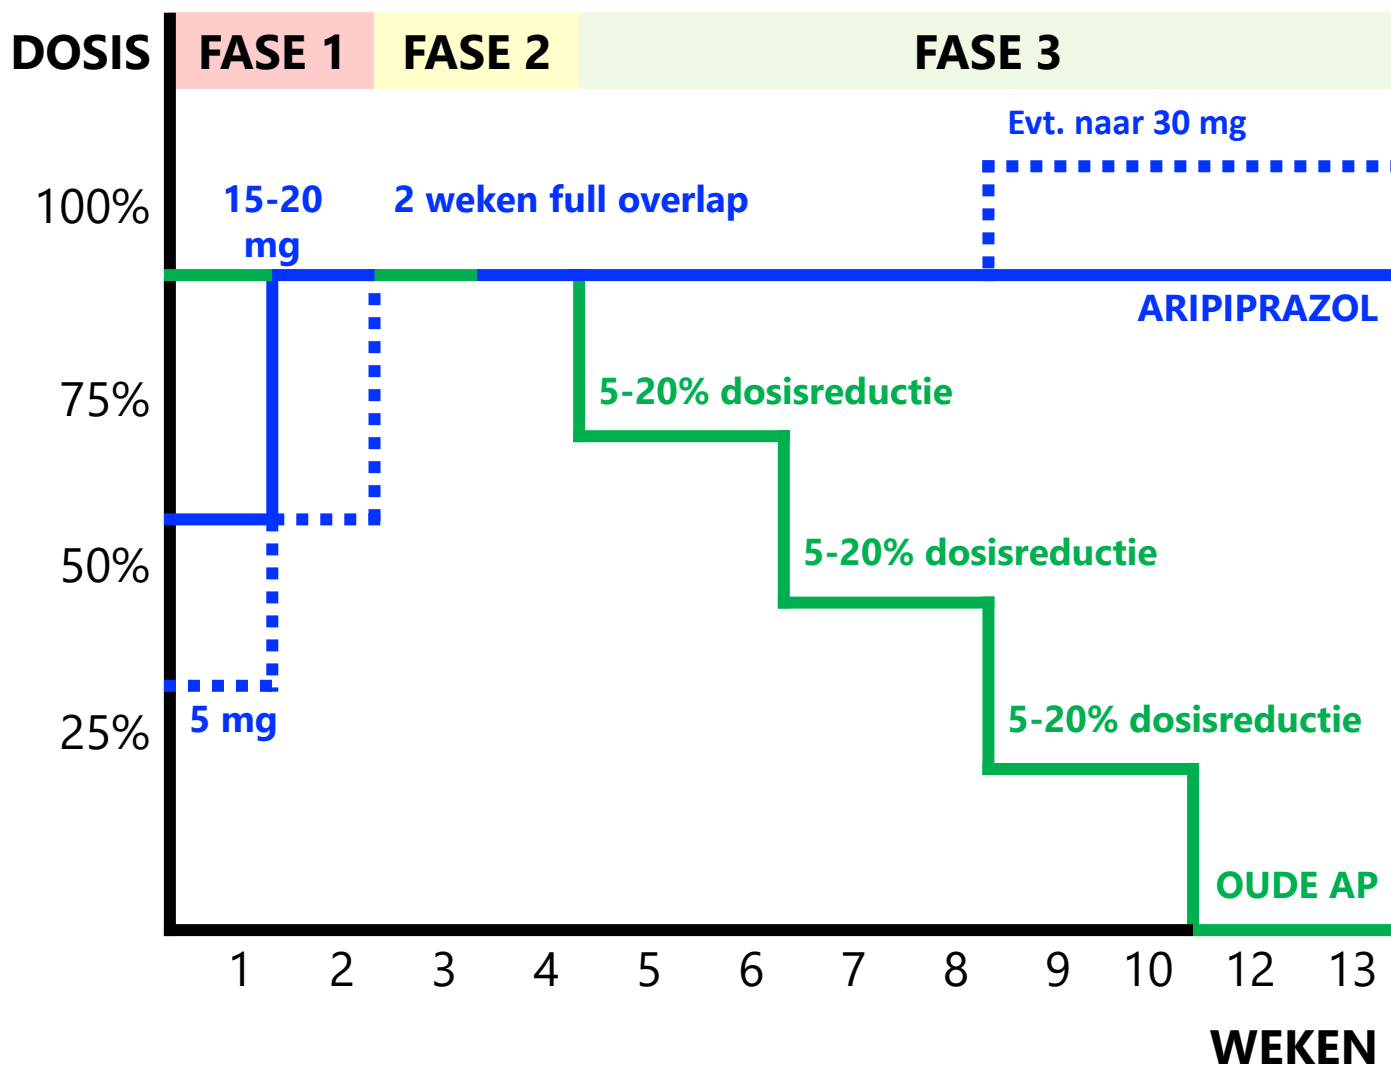 DOSIS
FASE 1
FASE 2
FASE 3
Evt. naar 30 mg
100%
15-20
mg
2 weken full overlap
ARIPIPRAZOL
75%
5-20% dosisreductie
50%
5-20% dosisreductie
25%
5 mg
5-20% dosisreductie
OUDE AP
1 2 3 4 5 6 7 8 9 10 12 13
WEKEN